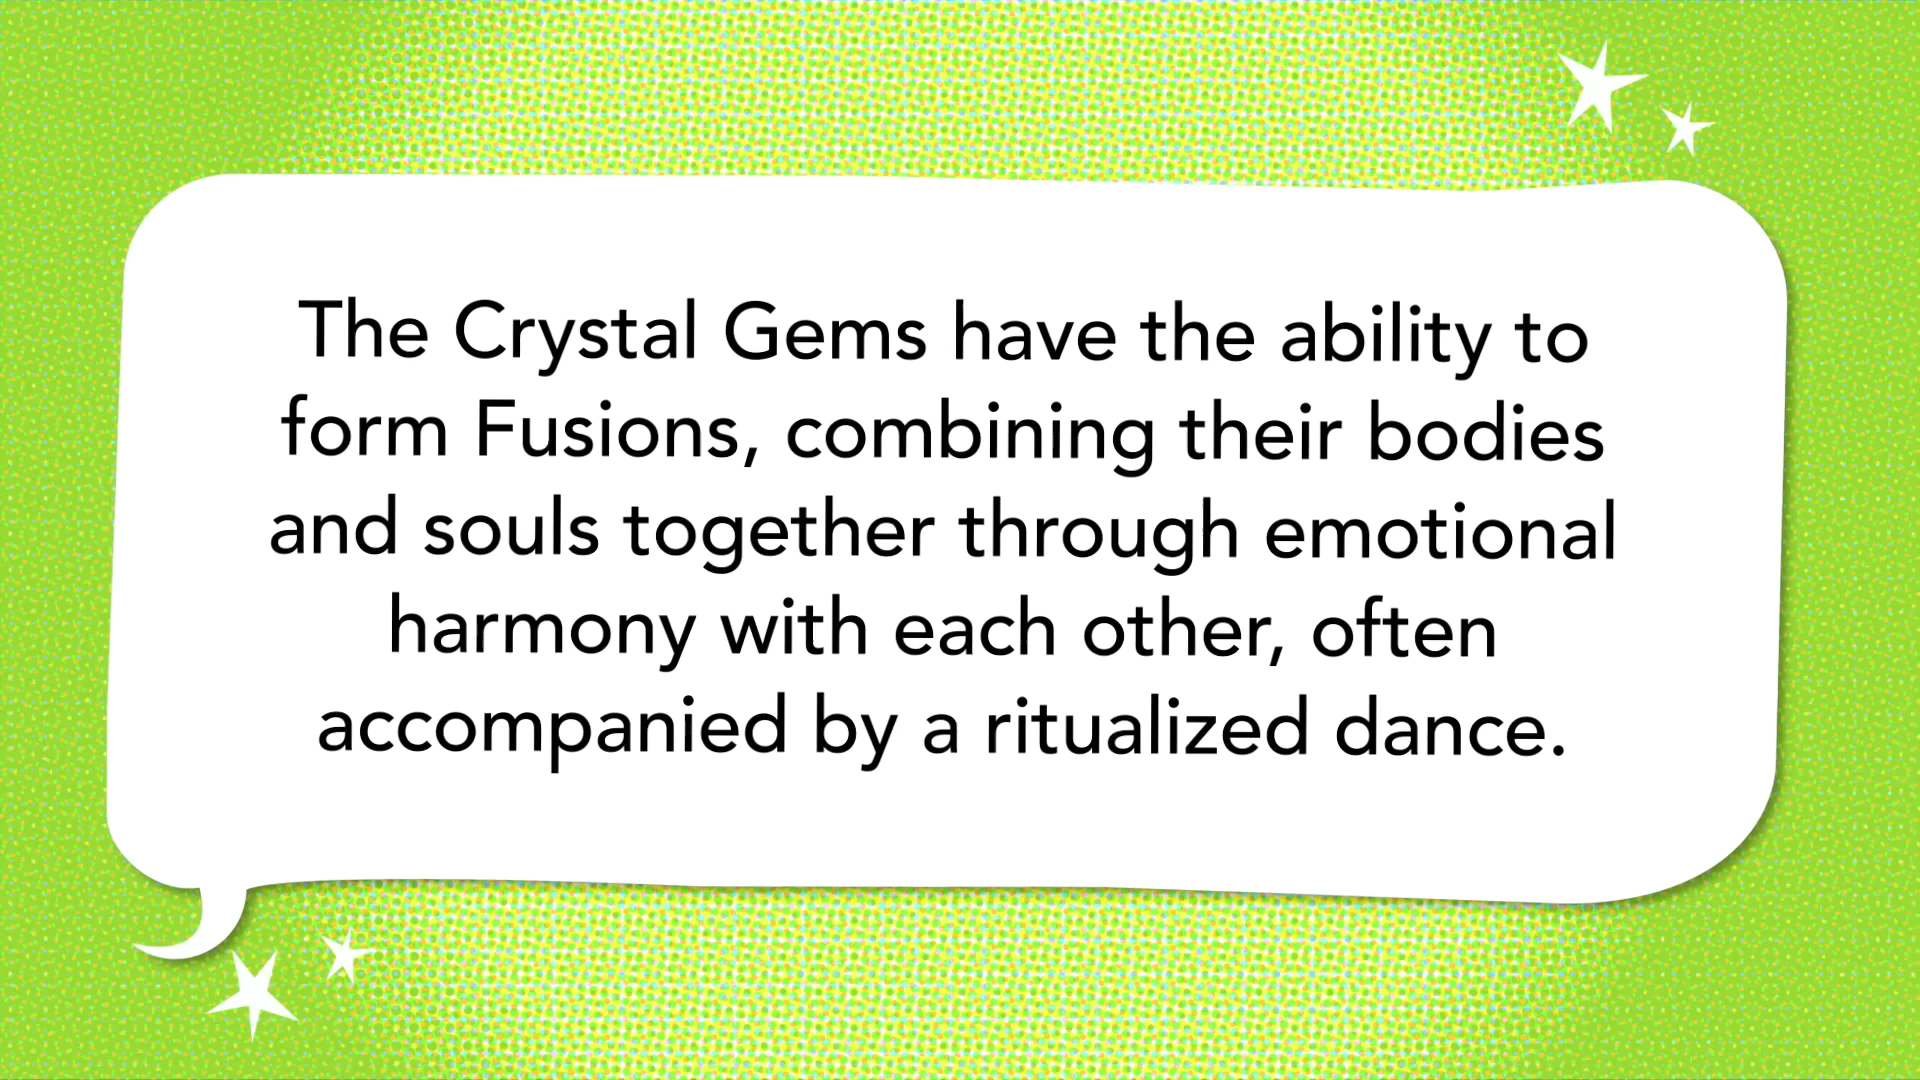 The Crystal Gems have the ability to
form Fusions, combining their bodies
and souls together through emotional
harmony with each other, often
accompanied by a ritualized dance.